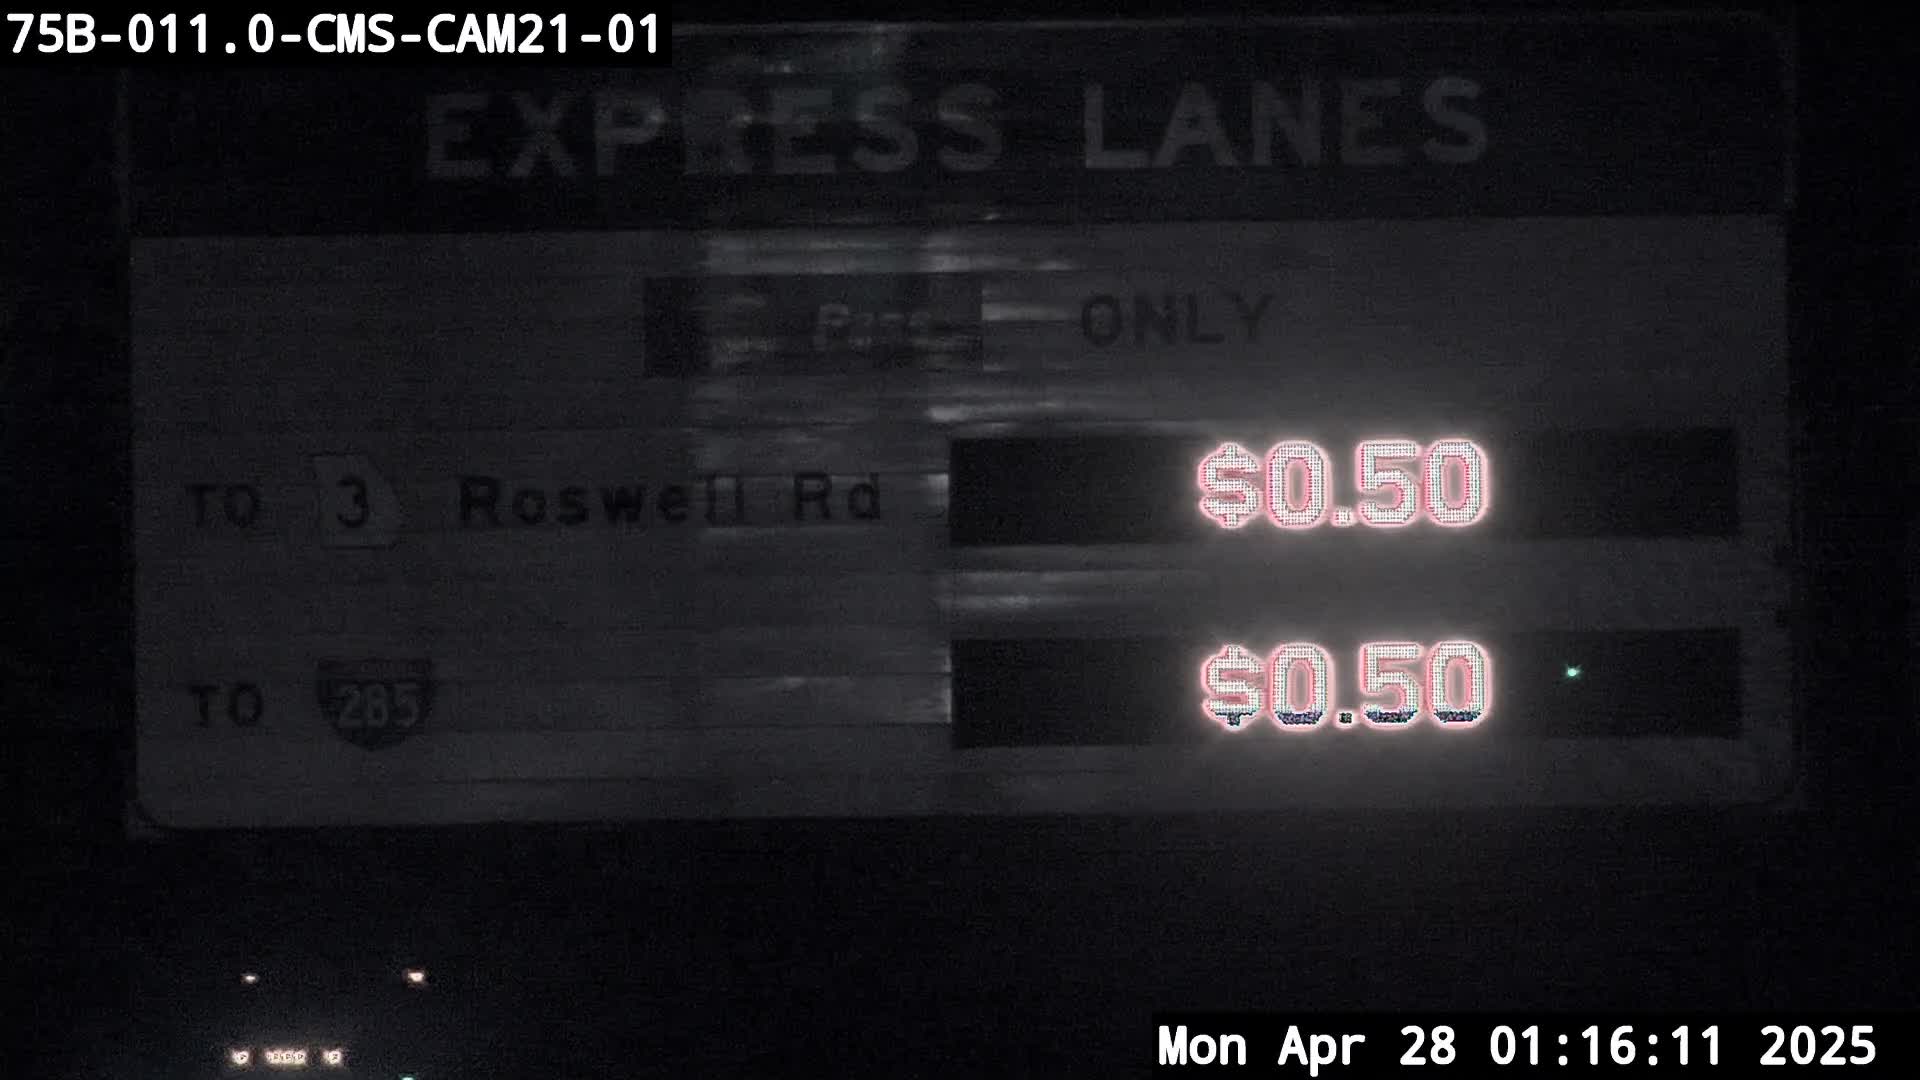 75B-011.0-CMS-CAM21-01
EXPRESS LANES
Pass ONLY
TO 3 Roswell Rd $0.50
TO 285 $0.50
Mon Apr 28 01:16:11 2025